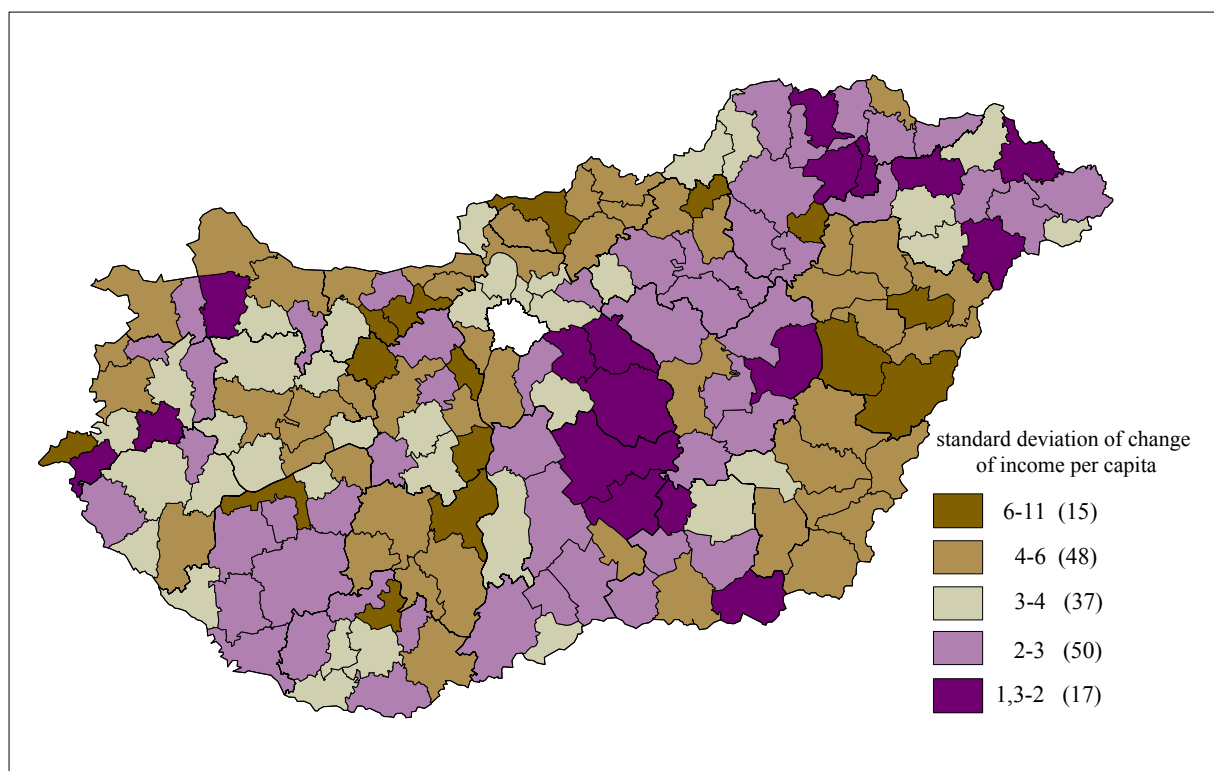 standard deviation of change
of income per capita
6-11 (15)
4-6 (48)
3-4 (37)
2-3 (50)
1,3-2 (17)